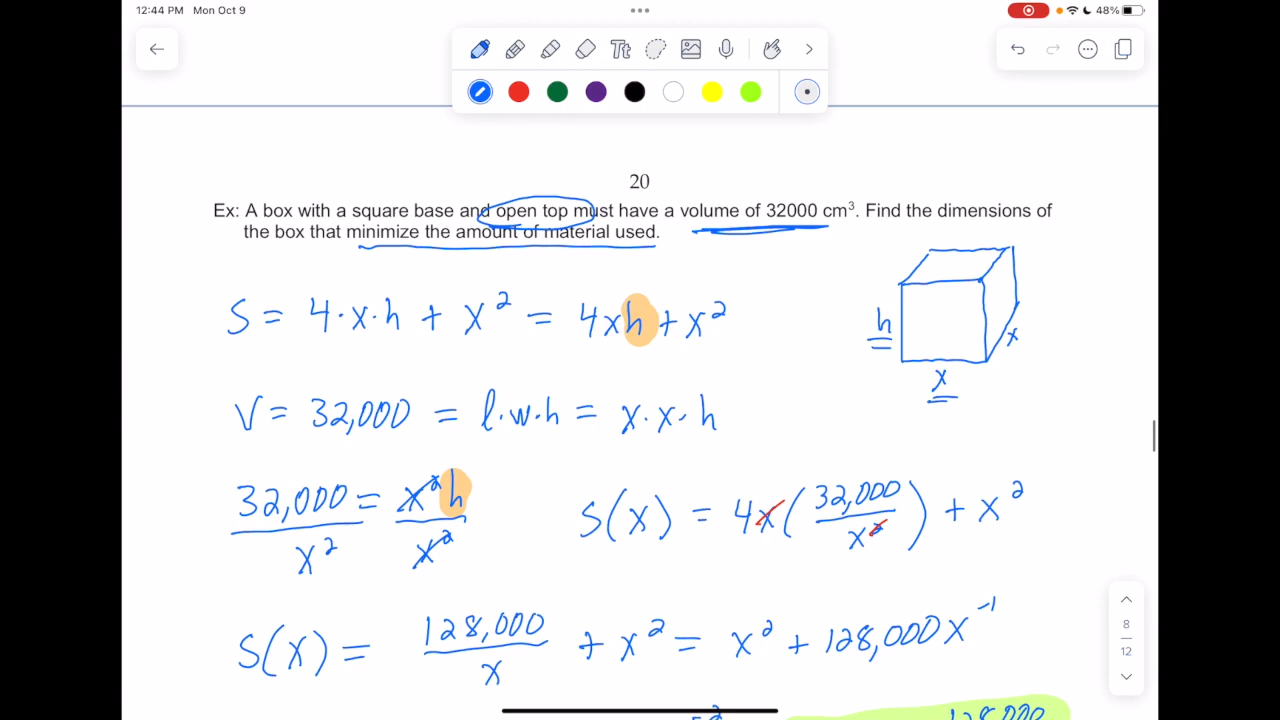 12:44 PM Mon Oct 9
48%
Tt
20
Ex: A box with a square base and open top must have a volume of 32000 cm³. Find the dimensions of
the box that minimize the amount of material used.
S = 4·x·h + x² = 4xh + x²
h
x
x
V = 32,000 = l·w·h = x·x·h
32,000 / x² = x²h / x²
S(x) = 4x(32,000 / x²) + x²
S(x) = 128,000 / x + x² = x² + 128,000x⁻¹
8
12
128,000